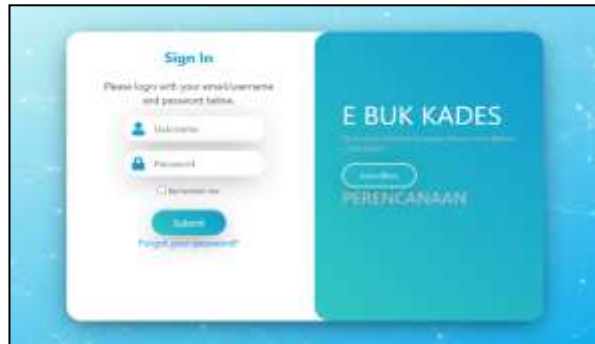 Sign In
Please login with your email/username
and password below.
Username
Password
Remember me
Submit
Forgot your password?
E BUK KADES
PERENCANAAN